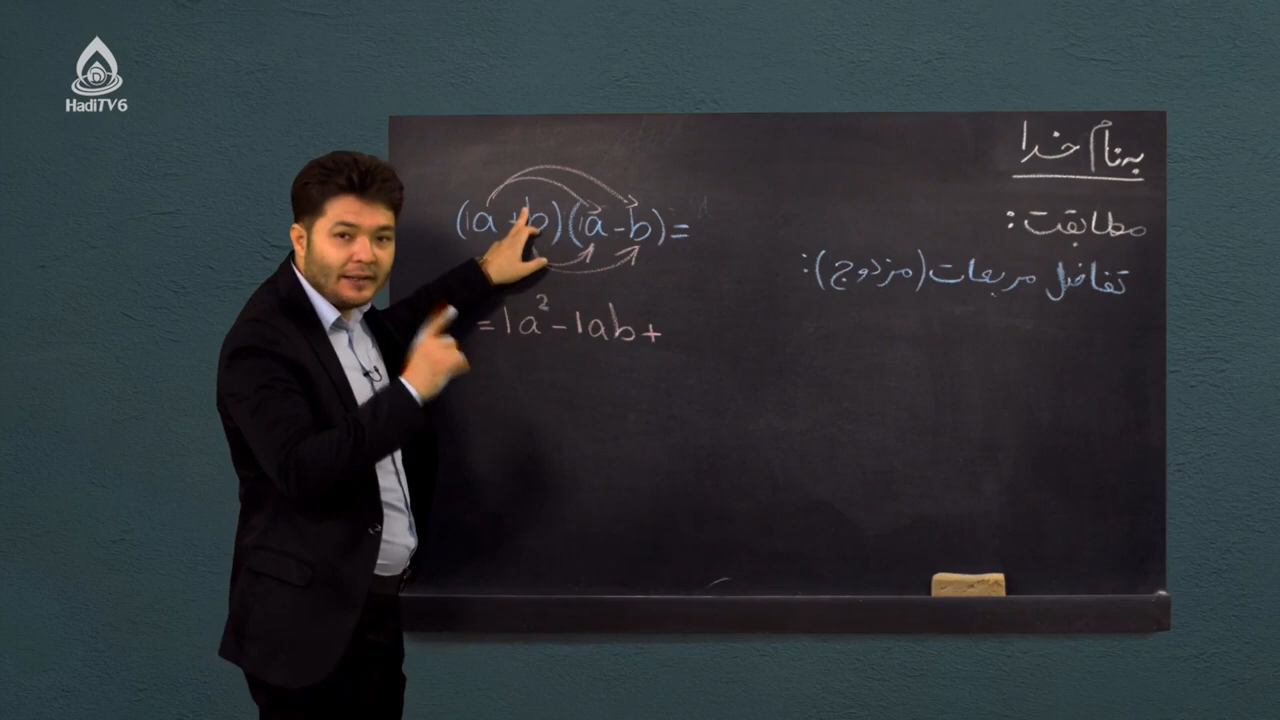 HadiTV6
به نام خدا
مطابقت:
تفاضل مربعات (مزدوج):
(1a+b)(1a-b)=
=1a²-1ab+